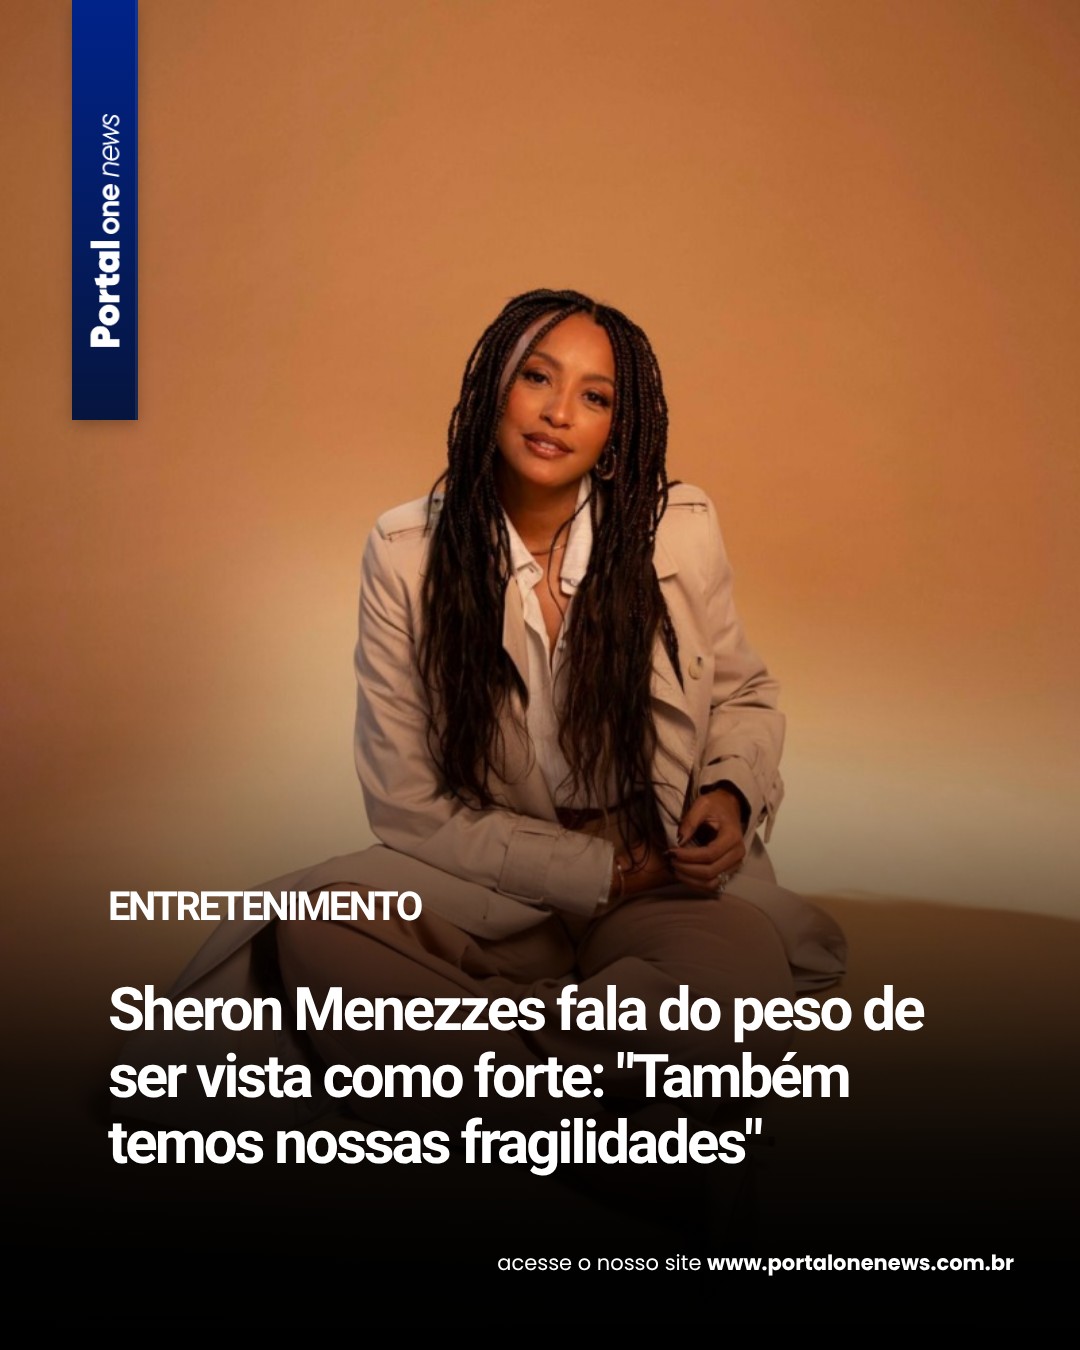 Portal one news
ENTRETENIMENTO
Sheron Menezzes fala do peso de
ser vista como forte: "Também
temos nossas fragilidades"
acesse o nosso site www.portalonenews.com.br